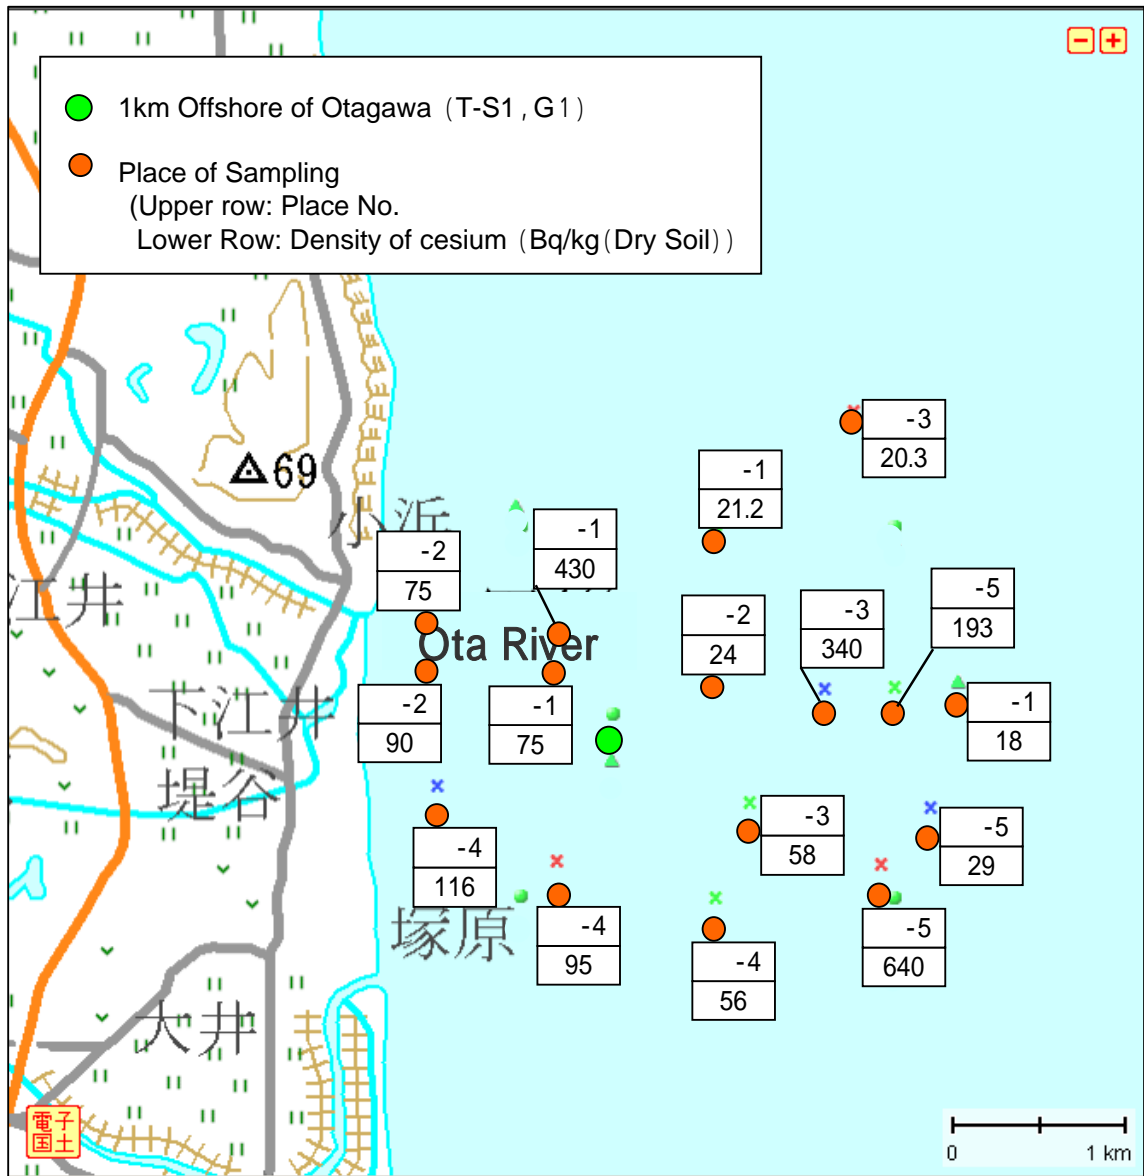 − +
1km Offshore of Otagawa (T-S1 , G1)
Place of Sampling
(Upper row: Place No.
Lower Row: Density of cesium (Bq/kg(Dry Soil))
-3
20.3
69
-1
21.2
小浜
-1
430
-2
75
-5
193
-3
340
-2
24
江井
Ota River
下江井
-2
90
-1
75
-1
18
堤谷
-3
58
-5
29
-4
116
塚原
-4
95
-5
640
-4
56
大井
電子
国土
0 1 km